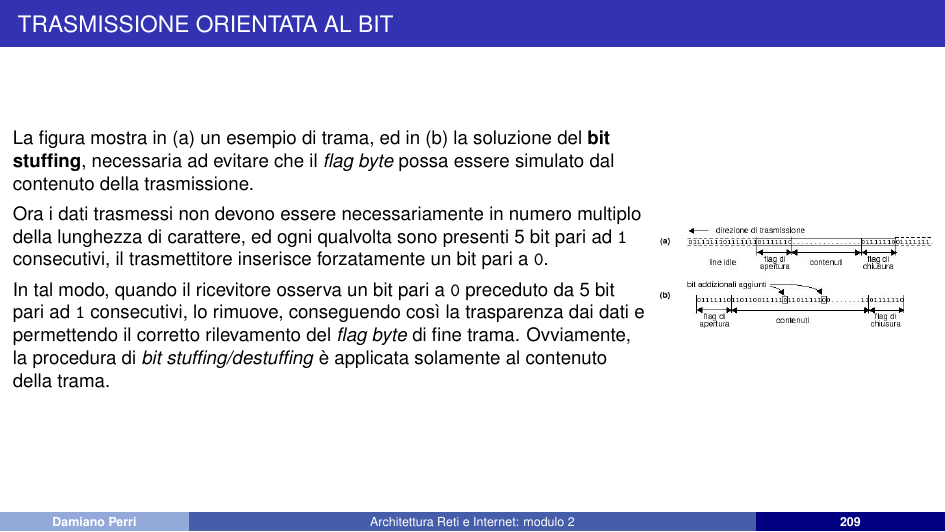 TRASMISSIONE ORIENTATA AL BIT
La figura mostra in (a) un esempio di trama, ed in (b) la soluzione del bit
stuffing, necessaria ad evitare che il flag byte possa essere simulato dal
contenuto della trasmissione.
Ora i dati trasmessi non devono essere necessariamente in numero multiplo
della lunghezza di carattere, ed ogni qualvolta sono presenti 5 bit pari ad 1
consecutivi, il trasmettitore inserisce forzatamente un bit pari a 0.
In tal modo, quando il ricevitore osserva un bit pari a 0 preceduto da 5 bit
pari ad 1 consecutivi, lo rimuove, conseguendo così la trasparenza dai dati e
permettendo il corretto rilevamento del flag byte di fine trama. Ovviamente,
la procedura di bit stuffing/destuffing è applicata solamente al contenuto
della trama.
direzione di trasmissione
(a)
line idle
flag di
apertura
contenuti
flag di
chiusura
bit addizionali aggiunti
(b)
flag di
apertura
contenuti
flag di
chiusura
Damiano Perri
Architettura Reti e Internet: modulo 2
209